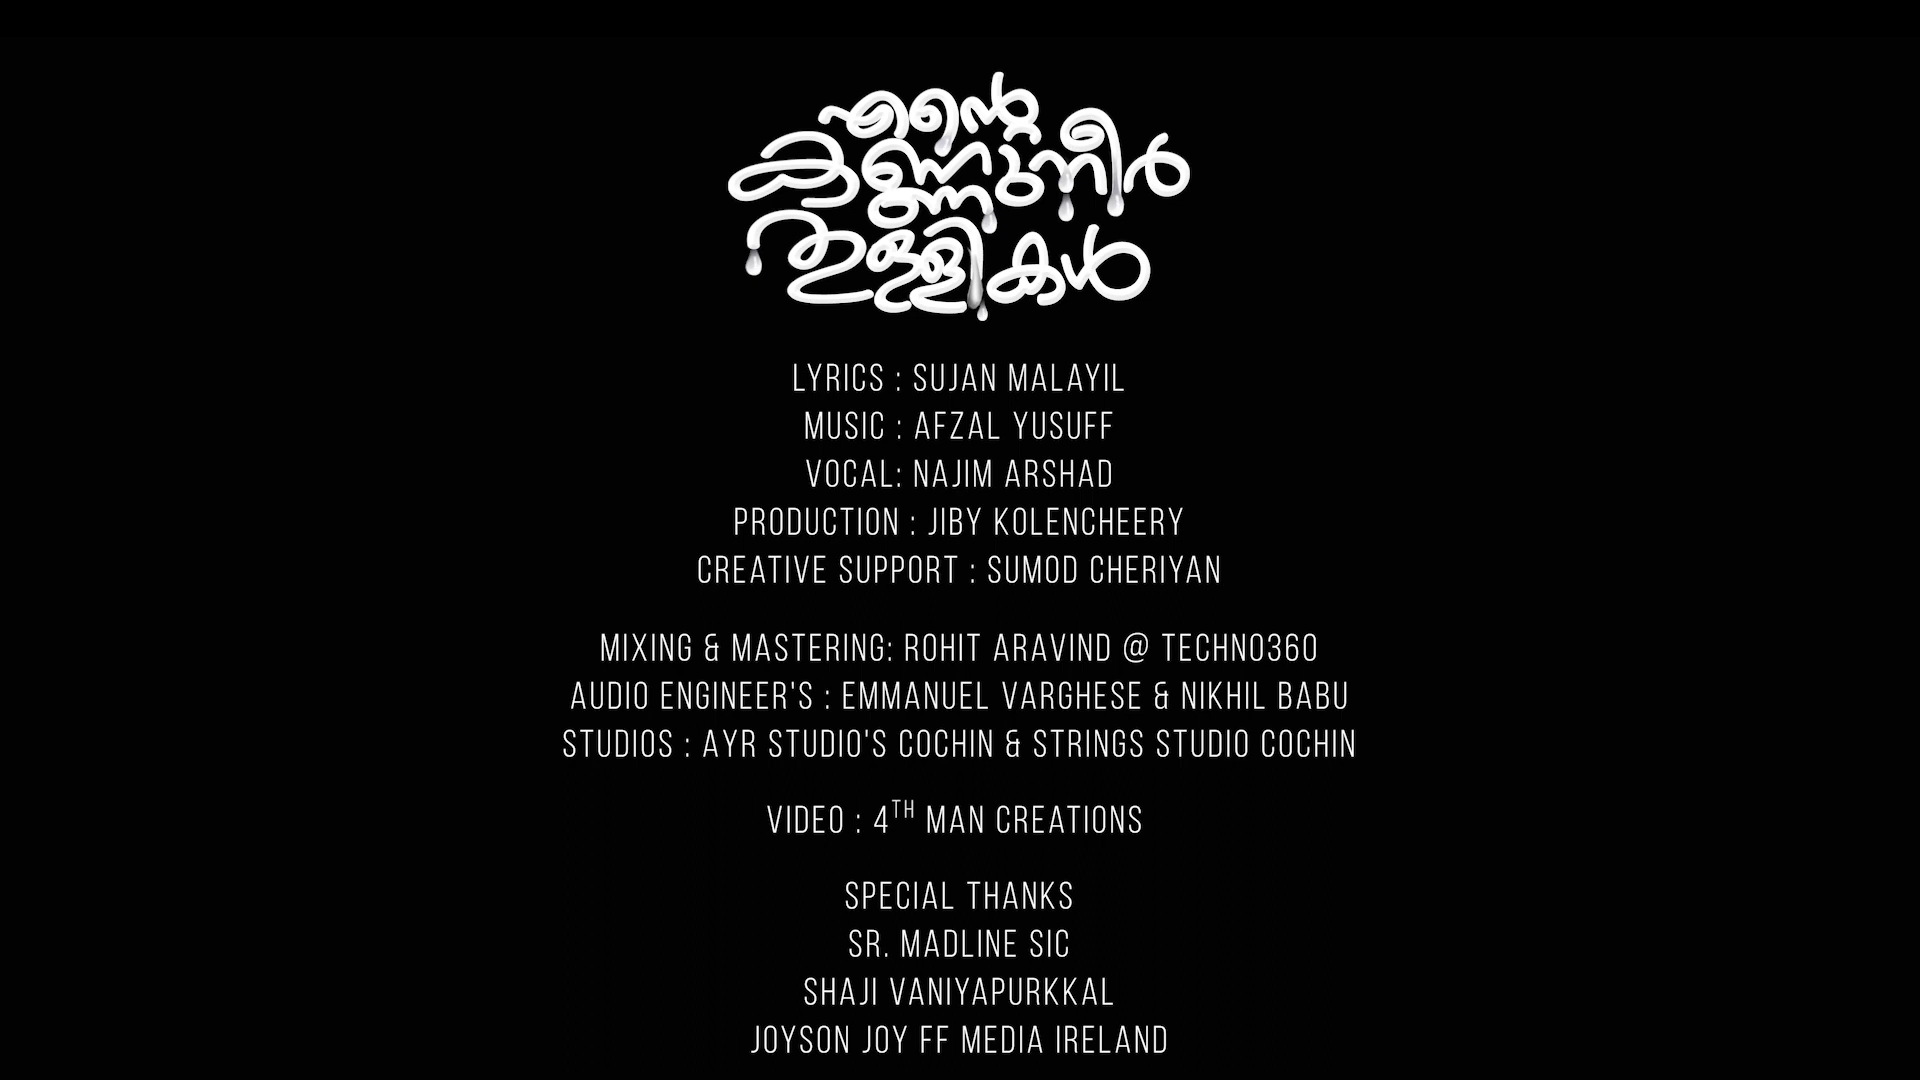 എന്റെ
കണ്ണുനീർ
തുള്ളികൾ
LYRICS : SUJAN MALAYIL
MUSIC : AFZAL YUSUFF
VOCAL: NAJIM ARSHAD
PRODUCTION : JIBY KOLENCHEERY
CREATIVE SUPPORT : SUMOD CHERIYAN
MIXING & MASTERING: ROHIT ARAVIND @ TECHNO360
AUDIO ENGINEER'S : EMMANUEL VARGHESE & NIKHIL BABU
STUDIOS : AYR STUDIO'S COCHIN & STRINGS STUDIO COCHIN
VIDEO : 4TH MAN CREATIONS
SPECIAL THANKS
SR. MADLINE SIC
SHAJI VANIYAPURKKAL
JOYSON JOY FF MEDIA IRELAND